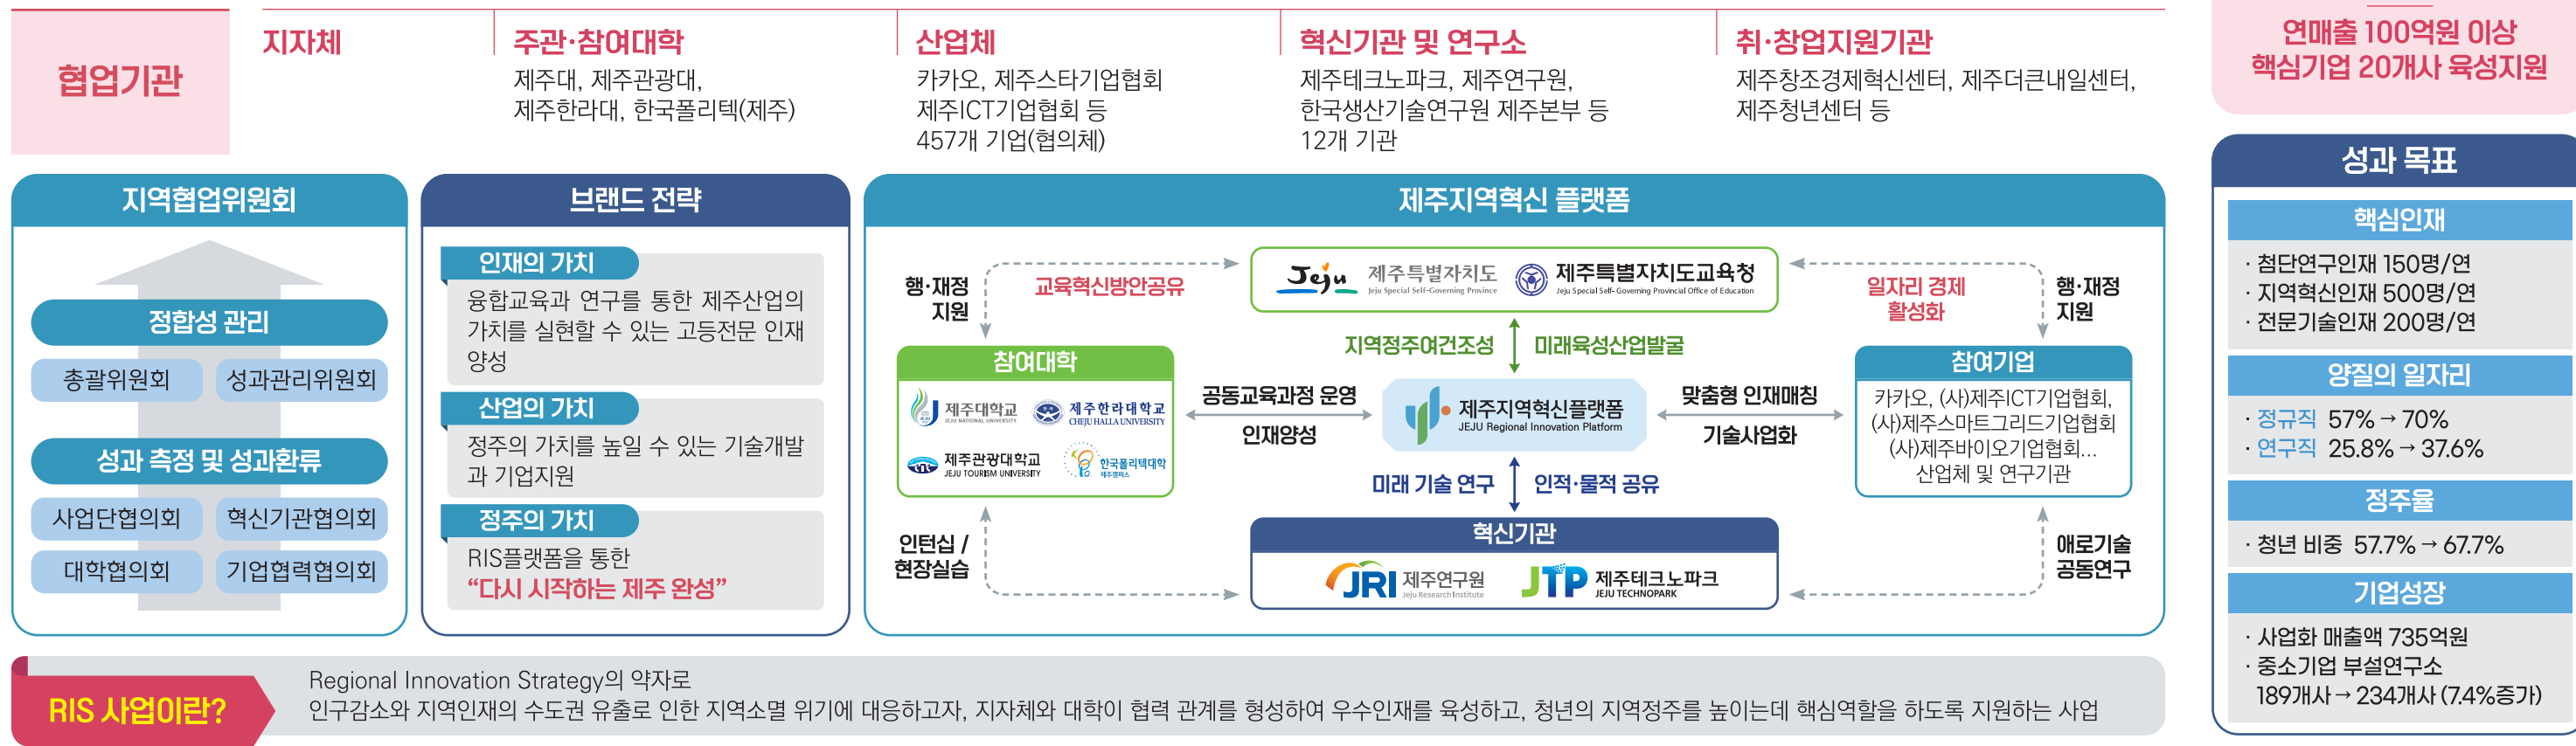 협업기관
지자체
주관·참여대학
제주대, 제주관광대,
제주한라대, 한국폴리텍(제주)
산업체
카카오, 제주스타기업협회
제주ICT기업협회 등
457개 기업(협의체)
혁신기관 및 연구소
제주테크노파크, 제주연구원,
한국생산기술연구원 제주본부 등
12개 기관
취·창업지원기관
제주창조경제혁신센터, 제주더큰내일센터,
제주청년센터 등
연매출 100억원 이상
핵심기업 20개사 육성지원
지역협업위원회
정합성 관리
총괄위원회 성과관리위원회
성과 측정 및 성과환류
사업단협의회 혁신기관협의회
대학협의회 기업협력협의회
브랜드 전략
인재의 가치
융합교육과 연구를 통한 제주산업의
가치를 실현할 수 있는 고등전문 인재
양성
산업의 가치
정주의 가치를 높일 수 있는 기술개발
과 기업지원
정주의 가치
RIS플랫폼을 통한
“다시 시작하는 제주 완성”
제주지역혁신 플랫폼
행·재정
지원
교육혁신방안공유
Jeju 제주특별자치도
Jeju Special Self-Governing Province
제주특별자치도교육청
Jeju Special Self-Governing Provincial Office of Education
일자리 경제
활성화
행·재정
지원
지역정주여건조성 미래육성산업발굴
참여대학
제주대학교
JEJU NATIONAL UNIVERSITY
제주한라대학교
CHEJU HALLA UNIVERSITY
제주관광대학교
JEJU TOURISM UNIVERSITY
한국폴리텍대학
제주캠퍼스
공동교육과정 운영
인재양성
제주지역혁신플랫폼
JEJU Regional Innovation Platform
맞춤형 인재매칭
기술사업화
참여기업
카카오, (사)제주ICT기업협회,
(사)제주스마트그리드기업협회
(사)제주바이오기업협회...
산업체 및 연구기관
미래 기술 연구 인적·물적 공유
인턴십 /
현장실습
혁신기관
JRI 제주연구원
Jeju Research Institute
JTP 제주테크노파크
JEJU TECHNOPARK
애로기술
공동연구
성과 목표
핵심인재
· 첨단연구인재 150명/연
· 지역혁신인재 500명/연
· 전문기술인재 200명/연
양질의 일자리
· 정규직 57% → 70%
· 연구직 25.8% → 37.6%
정주율
· 청년 비중 57.7% → 67.7%
기업성장
· 사업화 매출액 735억원
· 중소기업 부설연구소
189개사 → 234개사 (7.4%증가)
RIS 사업이란?
Regional Innovation Strategy의 약자로
인구감소와 지역인재의 수도권 유출로 인한 지역소멸 위기에 대응하고자, 지자체와 대학이 협력 관계를 형성하여 우수인재를 육성하고, 청년의 지역정주를 높이는데 핵심역할을 하도록 지원하는 사업